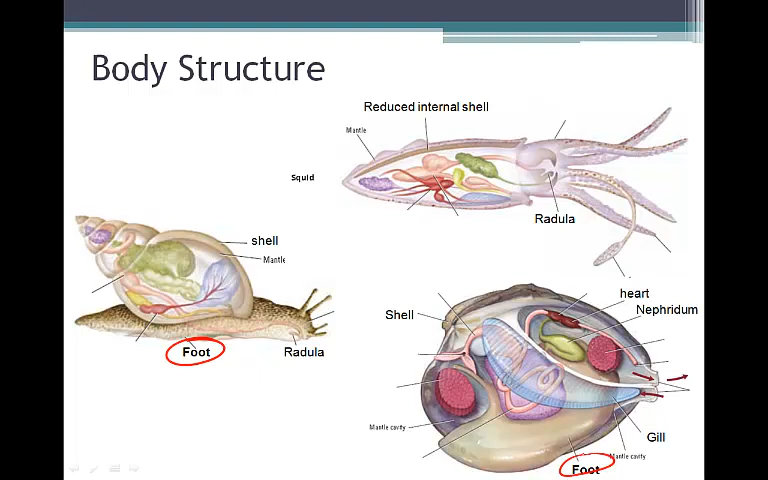 Body Structure
Reduced internal shell
Mantle
Squid
Radula
shell
Mantle
Foot
Radula
heart
Nephridum
Shell
Mantle cavity
Gill
Mantle cavity
Foot